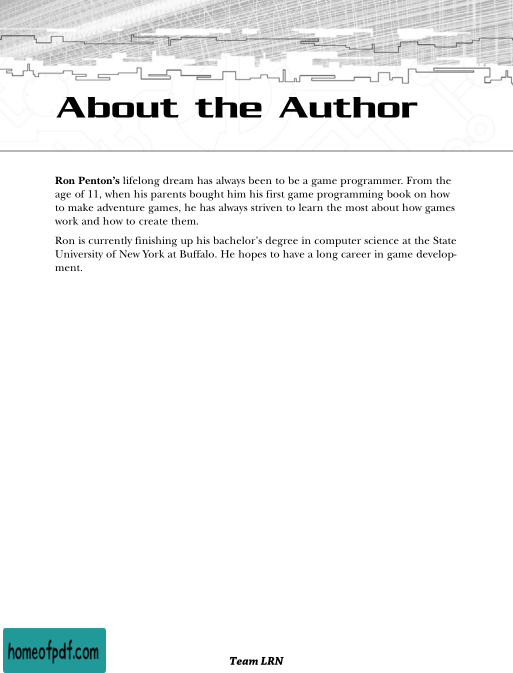 About the Author
Ron Penton's lifelong dream has always been to be a game programmer. From the
age of 11, when his parents bought him his first game programming book on how
to make adventure games, he has always striven to learn the most about how games
work and how to create them.
Ron is currently finishing up his bachelor's degree in computer science at the State
University of New York at Buffalo. He hopes to have a long career in game develop-
ment.
homeofpdf.com
Team LRN